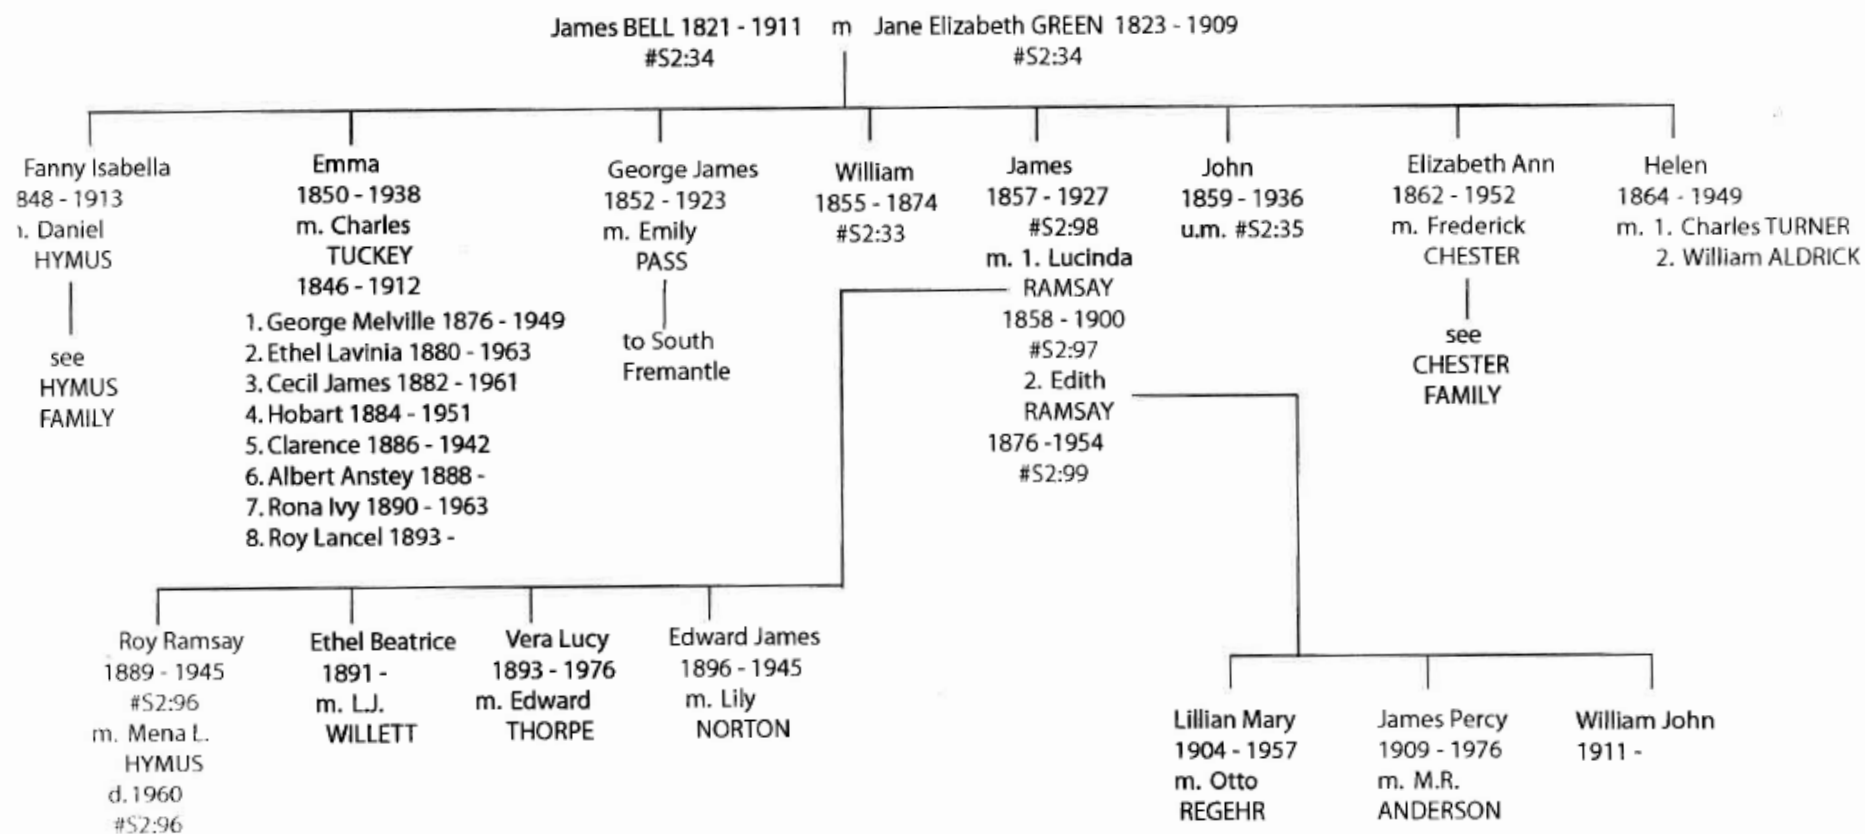 James BELL 1821 - 1911 m Jane Elizabeth GREEN 1823 - 1909
#S2:34 #S2:34
Fanny Isabella
848 - 1913
ı. Daniel
HYMUS
see
HYMUS
FAMILY
Emma
1850 - 1938
m. Charles
TUCKEY
1846 - 1912
1. George Melville 1876 - 1949
2. Ethel Lavinia 1880 - 1963
3. Cecil James 1882 - 1961
4. Hobart 1884 - 1951
5. Clarence 1886 - 1942
6. Albert Anstey 1888 -
7. Rona Ivy 1890 - 1963
8. Roy Lancel 1893 -
George James
1852 - 1923
m. Emily
PASS
to South
Fremantle
William
1855 - 1874
#S2:33
James
1857 - 1927
#S2:98
m. 1. Lucinda
RAMSAY
1858 - 1900
#S2:97
2. Edith
RAMSAY
1876 -1954
#S2:99
John
1859 - 1936
u.m. #S2:35
Elizabeth Ann
1862 - 1952
m. Frederick
CHESTER
see
CHESTER
FAMILY
Helen
1864 - 1949
m. 1. Charles TURNER
2. William ALDRICK
Roy Ramsay
1889 - 1945
#S2:96
m. Mena L.
HYMUS
d. 1960
#S2:96
Ethel Beatrice
1891 -
m. L.J.
WILLETT
Vera Lucy
1893 - 1976
m. Edward
THORPE
Edward James
1896 - 1945
m. Lily
NORTON
Lillian Mary
1904 - 1957
m. Otto
REGEHR
James Percy
1909 - 1976
m. M.R.
ANDERSON
William John
1911 -